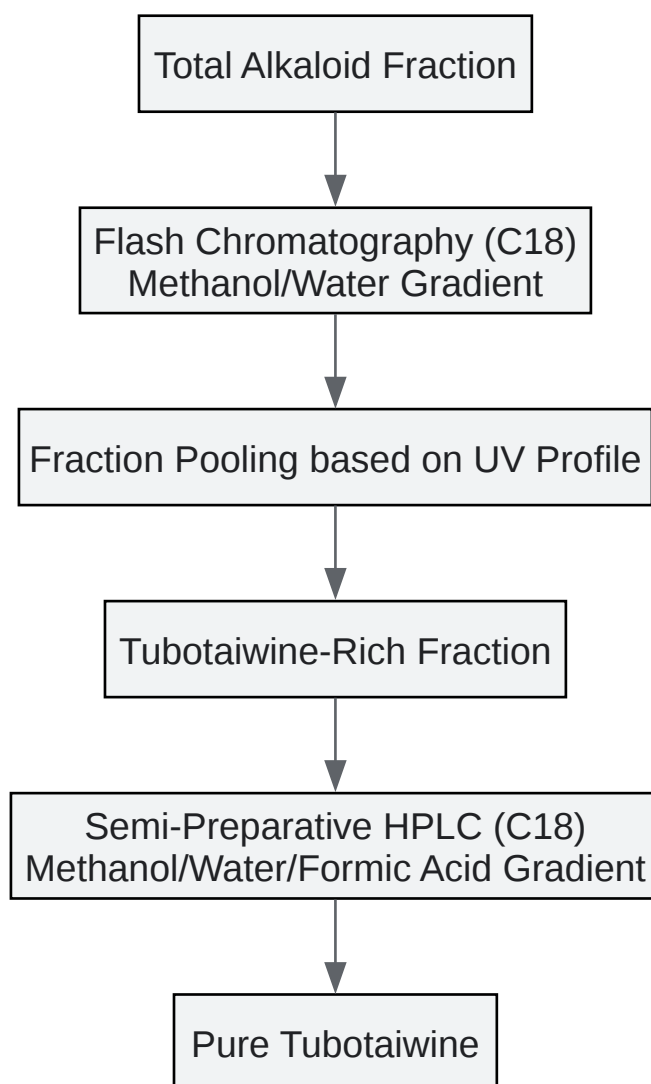 Total Alkaloid Fraction
Flash Chromatography (C18)
Methanol/Water Gradient
Fraction Pooling based on UV Profile
Tubotaiwine-Rich Fraction
Semi-Preparative HPLC (C18)
Methanol/Water/Formic Acid Gradient
Pure Tubotaiwine